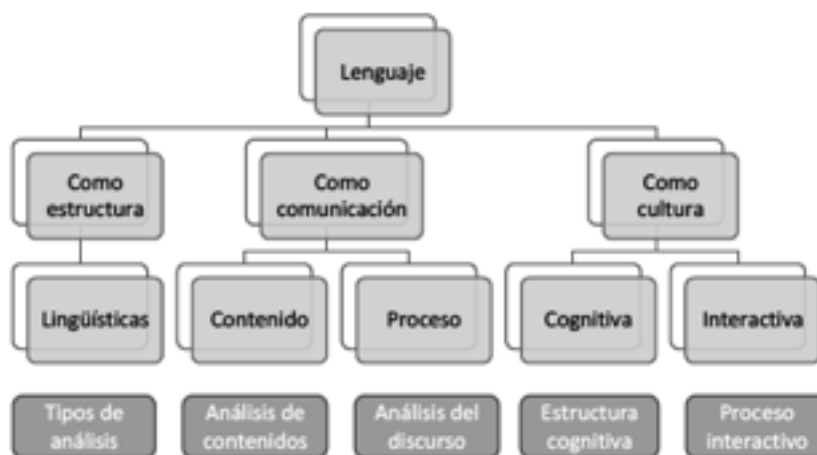 Lenguaje
Como
estructura
Como
comunicación
Como
cultura
Lingüísticas
Contenido
Proceso
Cognitiva
Interactiva
Tipos de
análisis
Análisis de
contenidos
Análisis del
discurso
Estructura
cognitiva
Proceso
interactivo